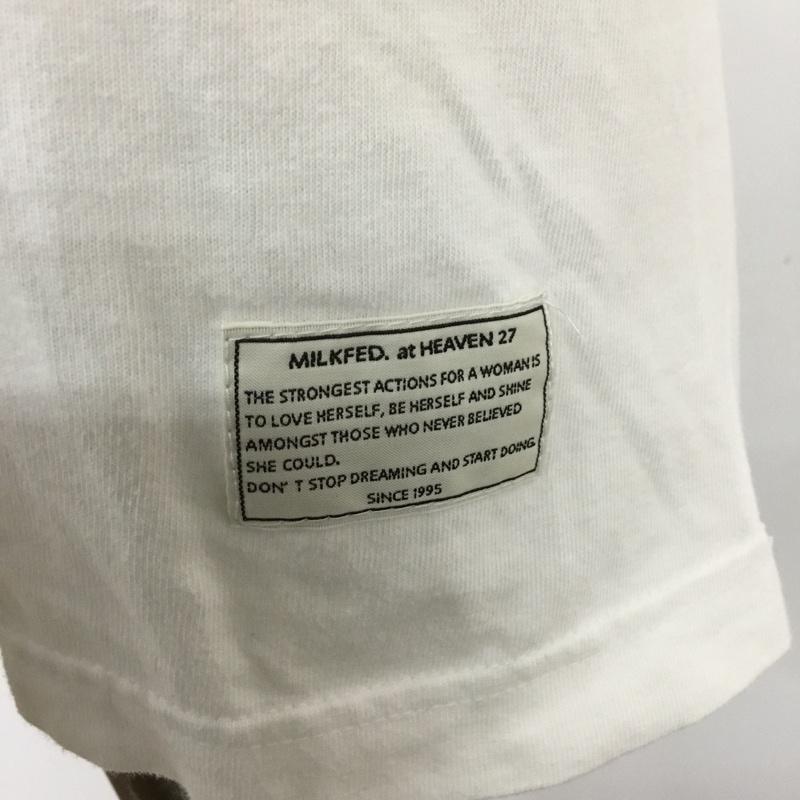 MILKFED. at HEAVEN 27
THE STRONGEST ACTIONS FOR A WOMAN IS
TO LOVE HERSELF, BE HERSELF AND SHINE
AMONGST THOSE WHO NEVER BELIEVED
SHE COULD.
DON' T STOP DREAMING AND START DOING.
SINCE 1995